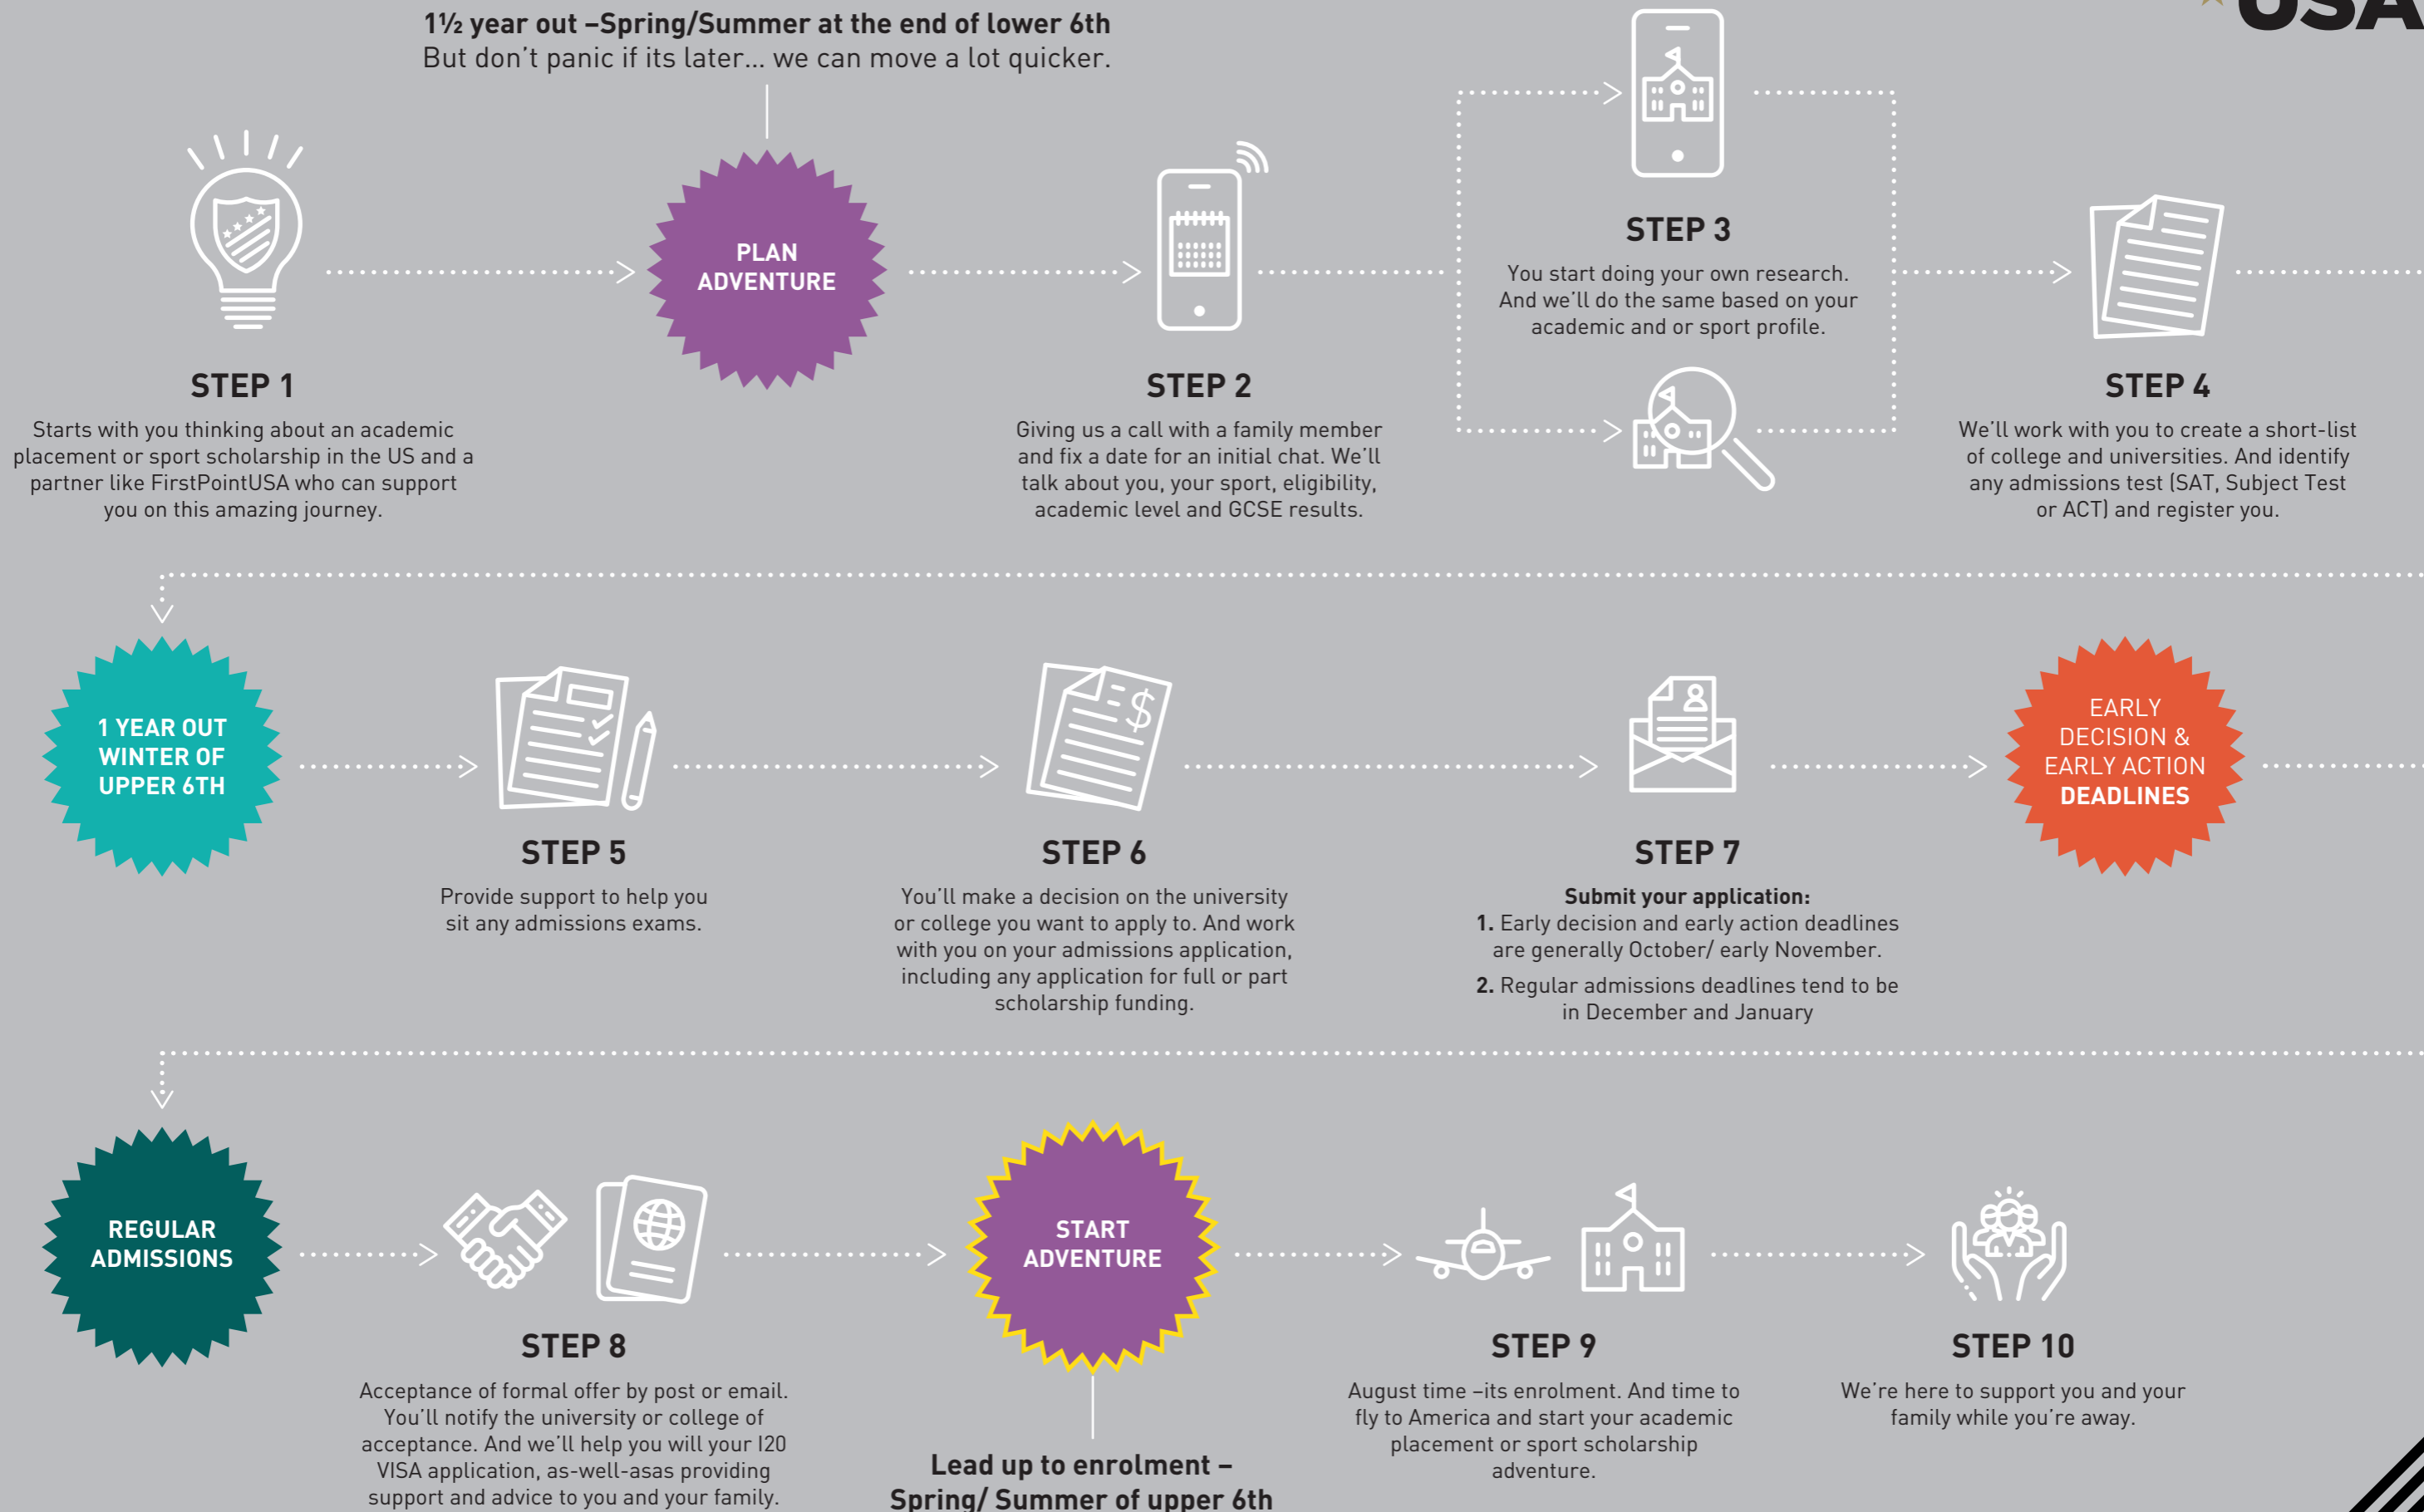 1½ year out –Spring/Summer at the end of lower 6th
But don't panic if its later... we can move a lot quicker.
USA
PLAN
ADVENTURE
STEP 1
Starts with you thinking about an academic
placement or sport scholarship in the US and a
partner like FirstPointUSA who can support
you on this amazing journey.
STEP 2
Giving us a call with a family member
and fix a date for an initial chat. We'll
talk about you, your sport, eligibility,
academic level and GCSE results.
STEP 3
You start doing your own research.
And we'll do the same based on your
academic and or sport profile.
STEP 4
We'll work with you to create a short-list
of college and universities. And identify
any admissions test (SAT, Subject Test
or ACT) and register you.
1 YEAR OUT
WINTER OF
UPPER 6TH
STEP 5
Provide support to help you
sit any admissions exams.
$
STEP 6
You'll make a decision on the university
or college you want to apply to. And work
with you on your admissions application,
including any application for full or part
scholarship funding.
STEP 7
Submit your application:
1. Early decision and early action deadlines
are generally October/ early November.
2. Regular admissions deadlines tend to be
in December and January
EARLY
DECISION &
EARLY ACTION
DEADLINES
REGULAR
ADMISSIONS
STEP 8
Acceptance of formal offer by post or email.
You'll notify the university or college of
acceptance. And we'll help you will your I20
VISA application, as-well-asas providing
support and advice to you and your family.
START
ADVENTURE
Lead up to enrolment –
Spring/ Summer of upper 6th
STEP 9
August time –its enrolment. And time to
fly to America and start your academic
placement or sport scholarship
adventure.
STEP 10
We're here to support you and your
family while you're away.